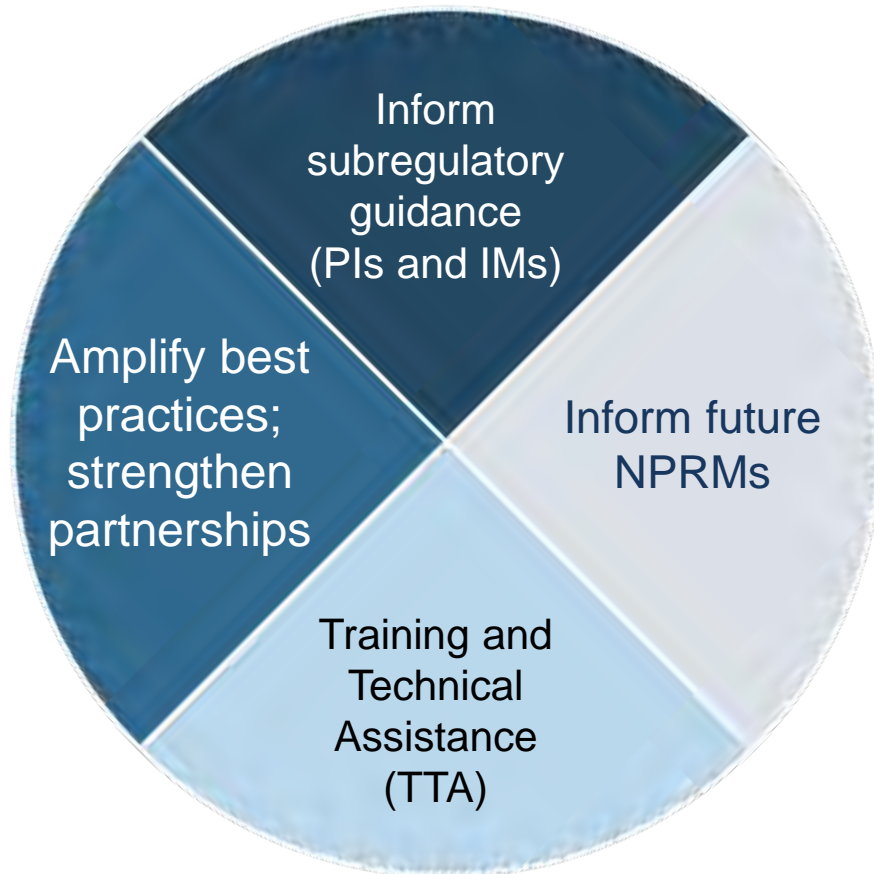 Inform
subregulatory
guidance
(PIs and IMs)
Amplify best
practices;
strengthen
partnerships
Inform future
NPRMs
Training and
Technical
Assistance
(TTA)